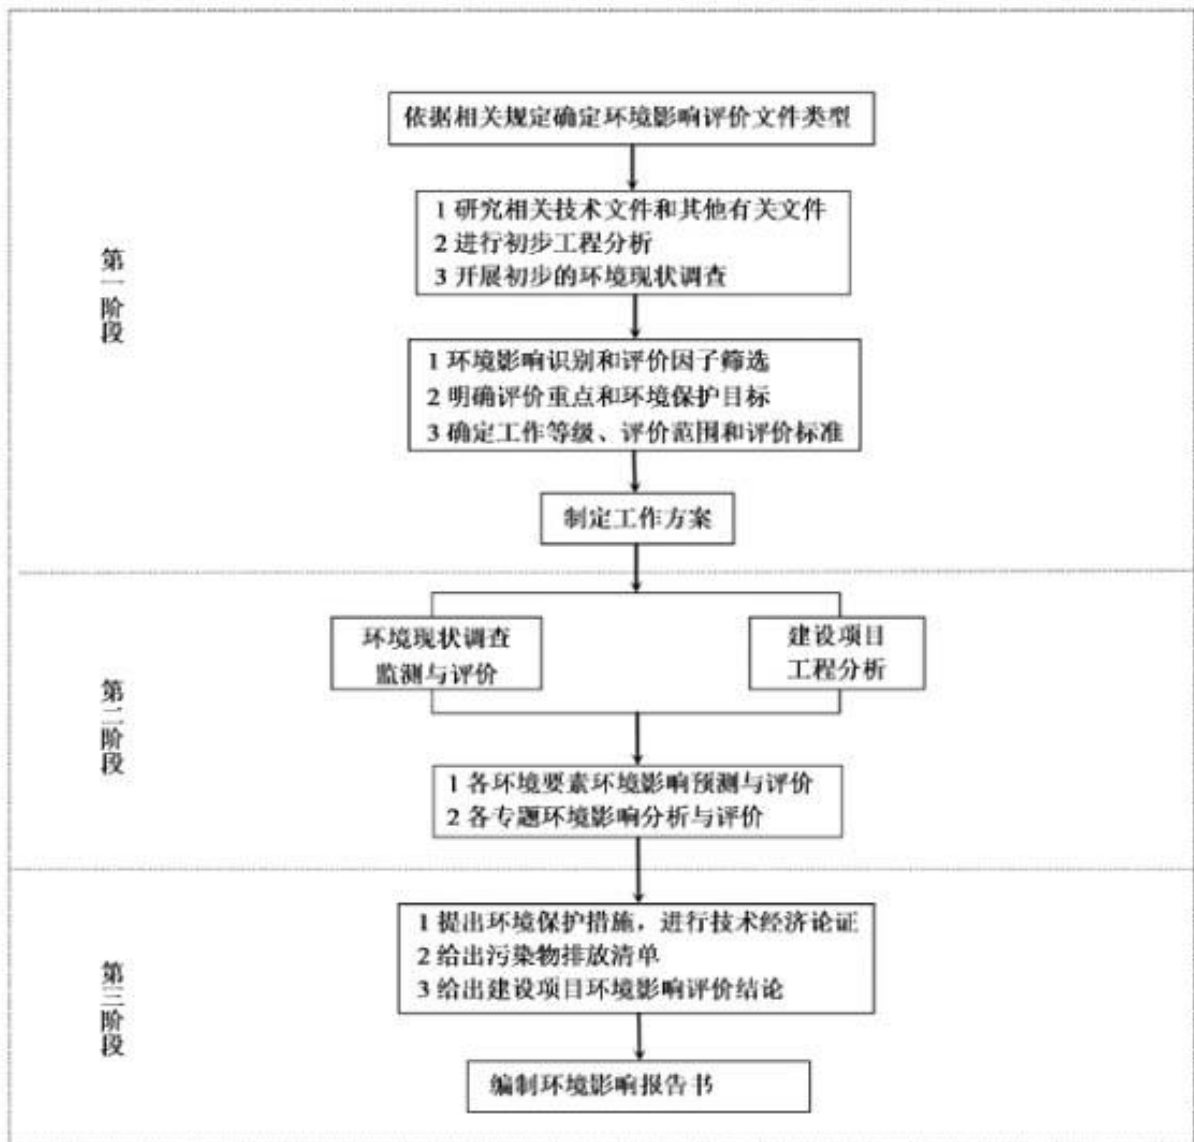 依据相关规定确定环境影响评价文件类型
1 研究相关技术文件和其他有关文件
2 进行初步工程分析
3 开展初步的环境现状调查
第一阶段
1 环境影响识别和评价因子筛选
2 明确评价重点和环境保护目标
3 确定工作等级、评价范围和评价标准
制定工作方案
环境现状调查
监测与评价
建设项目
工程分析
第二阶段
1 各环境要素环境影响预测与评价
2 各专题环境影响分析与评价
1 提出环境保护措施，进行技术经济论证
2 给出污染物排放清单
3 给出建设项目环境影响评价结论
第三阶段
编制环境影响报告书